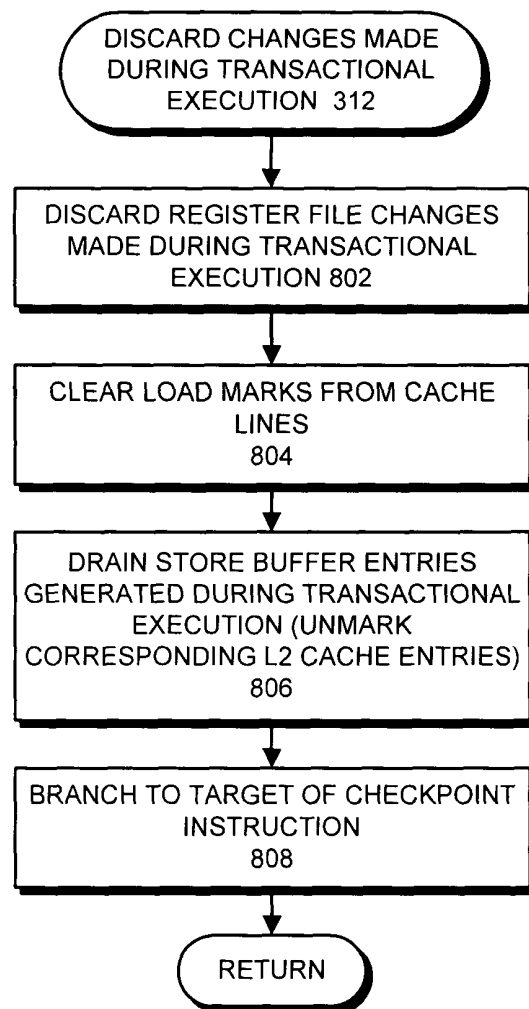 DISCARD CHANGES MADE
DURING TRANSACTIONAL
EXECUTION 312
DISCARD REGISTER FILE CHANGES
MADE DURING TRANSACTIONAL
EXECUTION 802
CLEAR LOAD MARKS FROM CACHE
LINES
804
DRAIN STORE BUFFER ENTRIES
GENERATED DURING TRANSACTIONAL
EXECUTION (UNMARK
CORRESPONDING L2 CACHE ENTRIES)
806
BRANCH TO TARGET OF CHECKPOINT
INSTRUCTION
808
RETURN